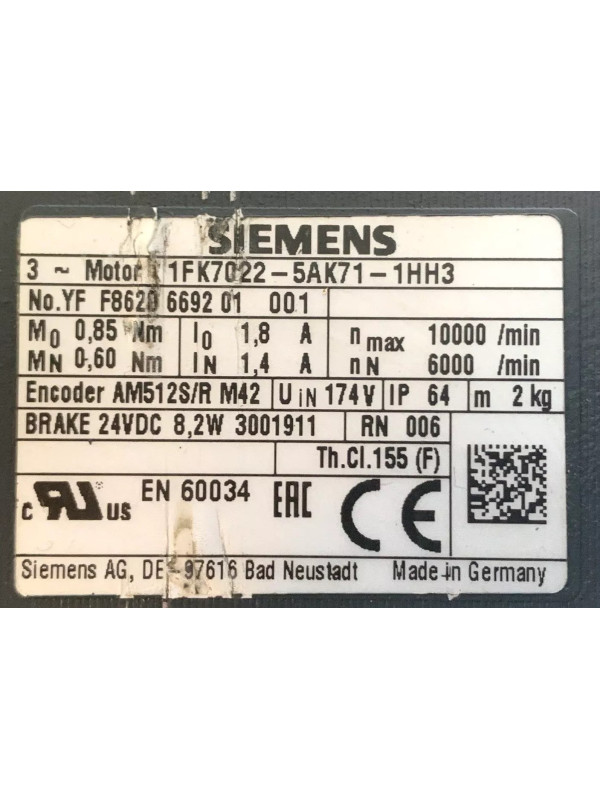 SIEMENS
3 ~ Motor 1FK7022-5AK71-1HH3
No.YF F8620 6692 01 001
M0 0,85 Nm I0 1,8 A n max 10000 /min
MN 0,60 Nm IN 1,4 A n N 6000 /min
Encoder AM512S/R M42 U IN 174V IP 64 m 2 kg
BRAKE 24VDC 8,2W 3001911 RN 006
Th.Cl.155 (F)
c RU us EN 60034 EAC CE
Siemens AG, DE-97616 Bad Neustadt Made in Germany